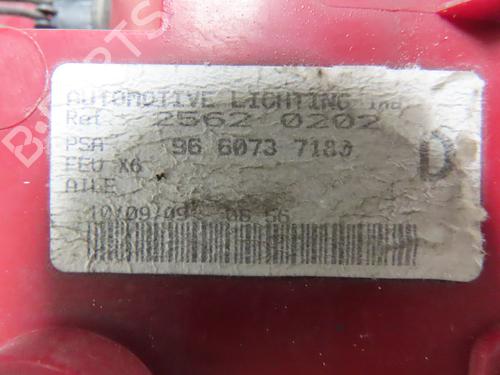 AUTOMOTIVE LIGHTING
Ref 2562 0202
PSA 96 6073 7180
FEU X6
AILE
D
10/09/09 06 56